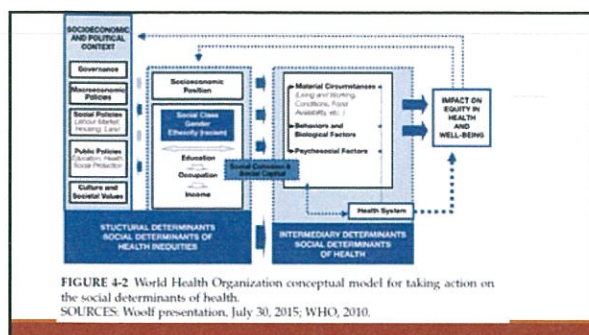 SOCIOECONOMIC
AND POLITICAL
CONTEXT
Governance
Macroeconomic
Policies
Social Policies
(Labour Market,
Housing, Land)
Public Policies
(Education, Health
Social Protection)
Culture and
Societal Values
Socioeconomic
Position
Social Class
Gender
Ethnicity (racism)
Education
Occupation
Income
Social Cohesion &
Social Capital
Material Circumstances
(Living and Working,
Conditions, Food
Availability, etc.)
Behaviors and
Biological Factors
Psychosocial Factors
Health System
IMPACT ON
EQUITY IN
HEALTH
AND
WELL-BEING
STUCTURAL DETERMINANTS
SOCIAL DETERMINANTS OF
HEALTH INEQUITIES
INTERMEDIARY DETERMINANTS
SOCIAL DETERMINANTS
OF HEALTH
FIGURE 4-2 World Health Organization conceptual model for taking action on
the social determinants of health.
SOURCES: Woolf presentation, July 30, 2015; WHO, 2010.